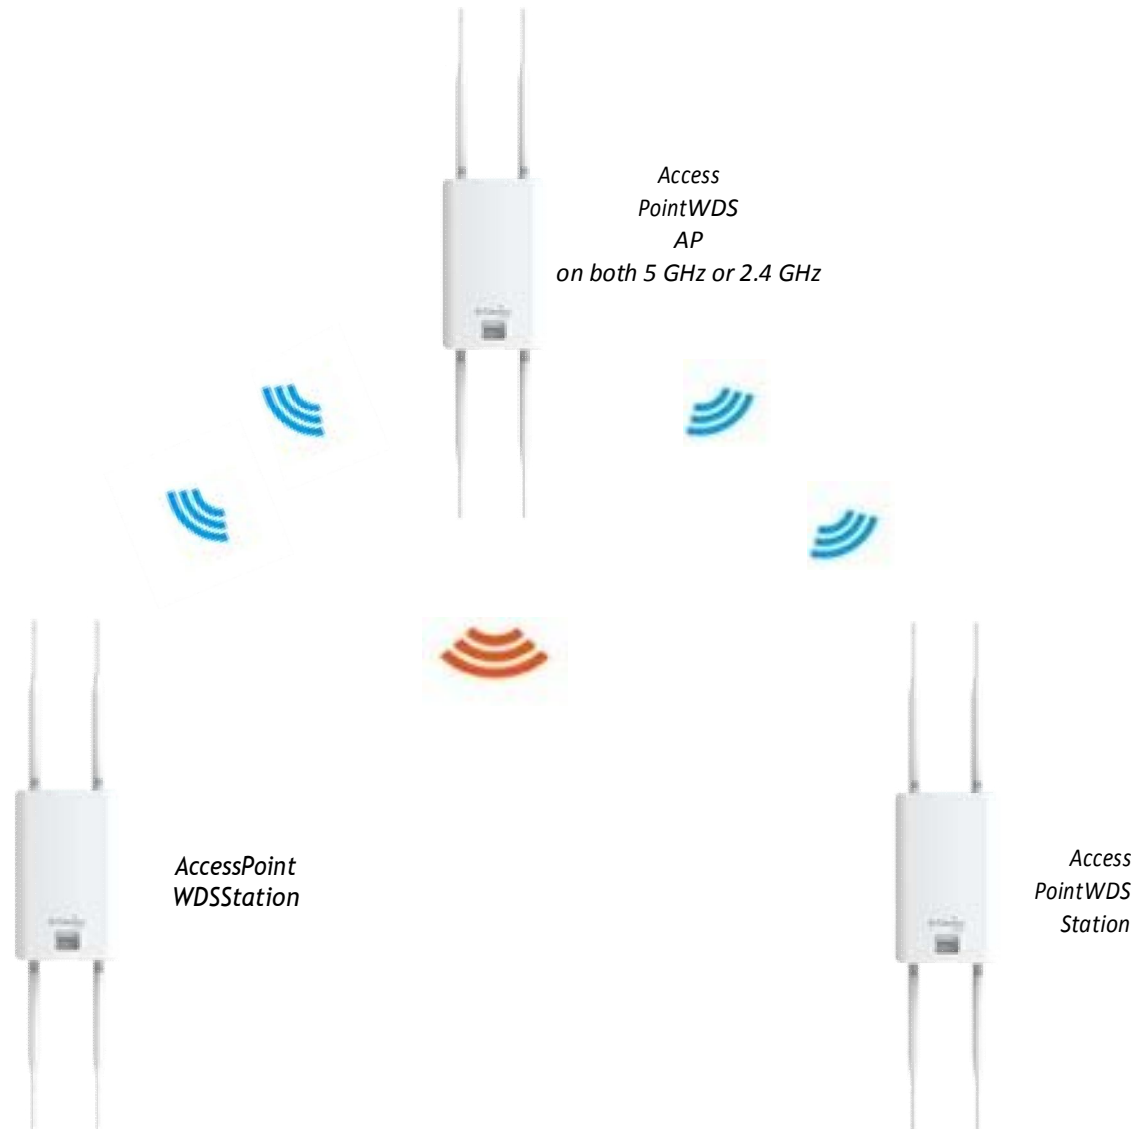 Access
PointWDS
AP
on both 5 GHz or 2.4 GHz
AccessPoint
WDSStation
Access
PointWDS
Station